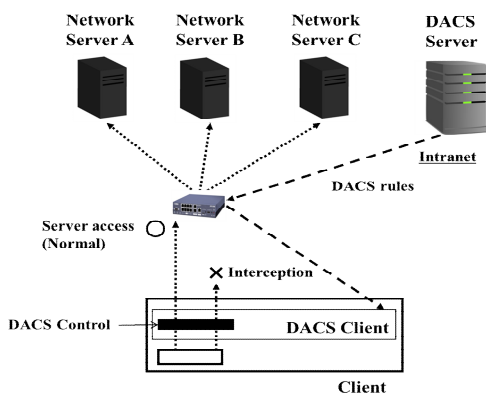 Network
Server A
Network
Server B
Network
Server C
DACS
Server
Intranet
DACS rules
Server access
(Normal)
Interception
DACS Control
DACS Client
Client